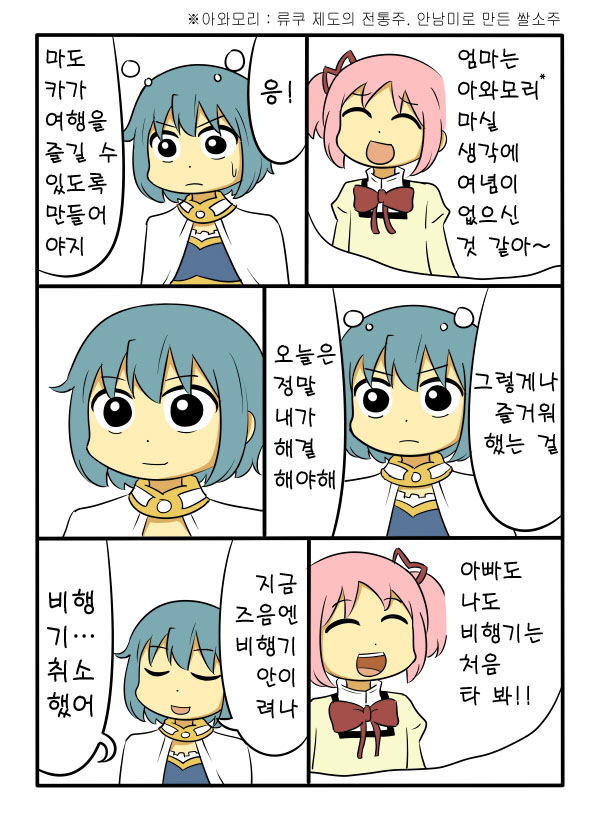 ※아와모리 : 류큐 제도의 전통주. 안남미로 만든 쌀소주
엄마는
아와모리*
마실
생각에
여념이
없으신
것 같아~
응!
마도
카가
여행을
즐길 수
있도록
만들어
야지
그렇게나
즐거워
했는 걸
오늘은
정말
내가
해결
해야해
아빠도
나도
비행기는
처음
타 봐!!
지금
즈음엔
비행기
안이
려나
비행
기…
취소
했어